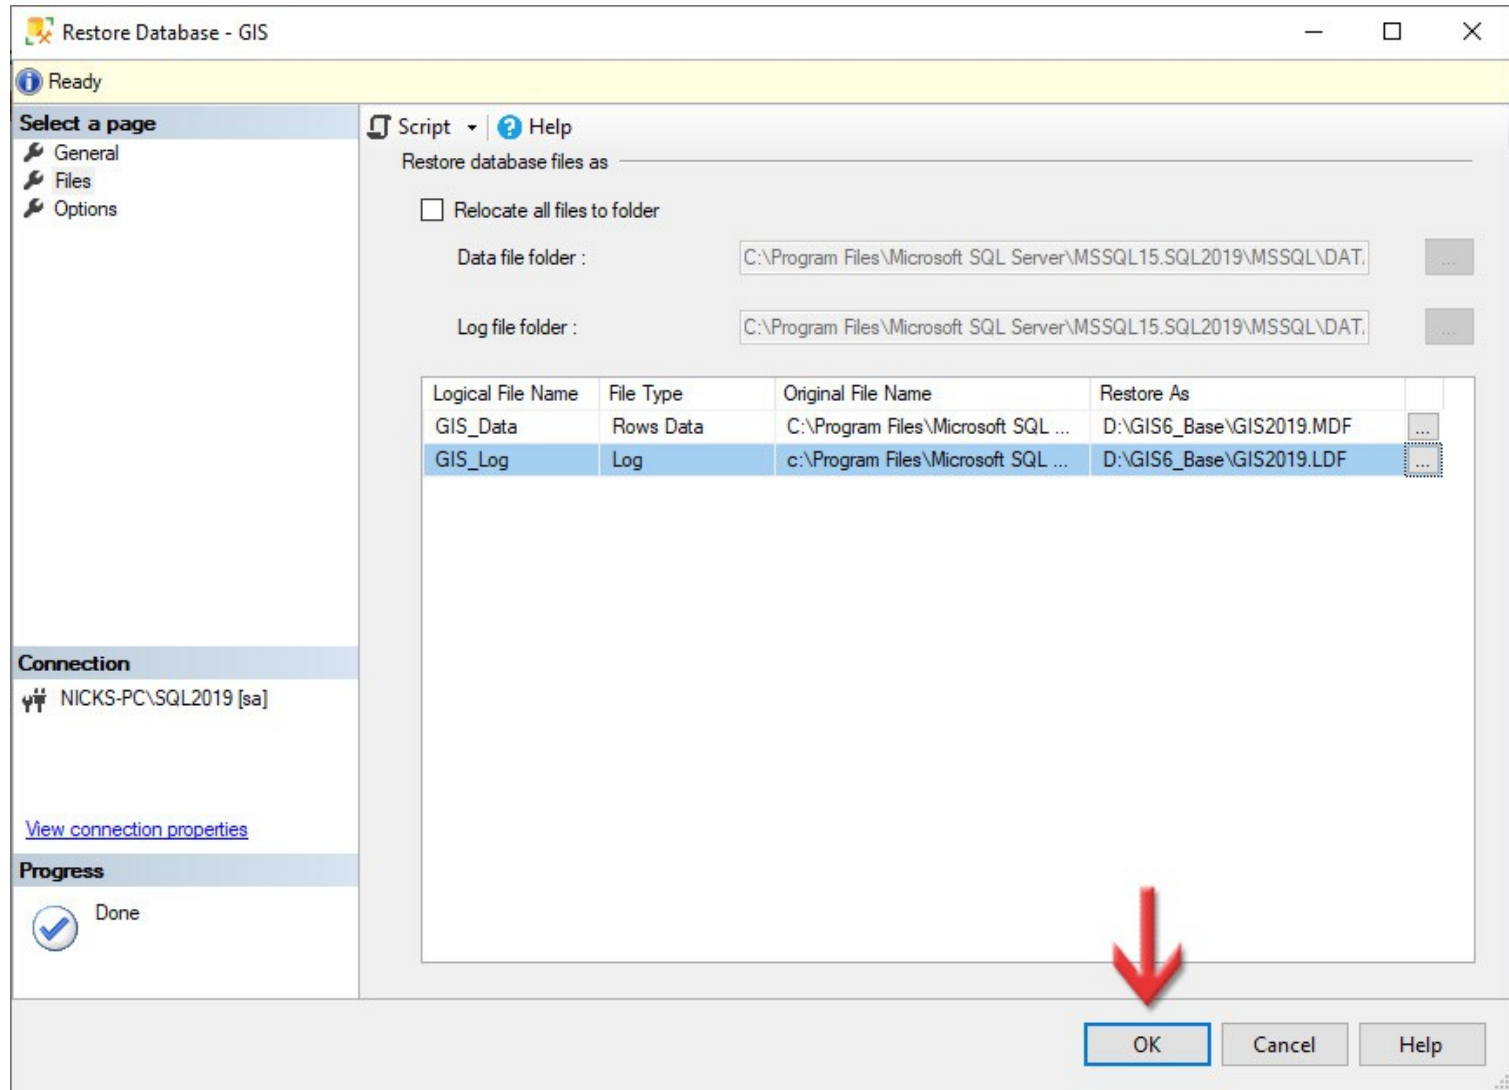 Restore Database - GIS
Ready
Select a page
General
Files
Options
Script
Help
Restore database files as
Relocate all files to folder
Data file folder :
C:\Program Files\Microsoft SQL Server\MSSQL15.SQL2019\MSSQL\DAT.
...
Log file folder :
C:\Program Files\Microsoft SQL Server\MSSQL15.SQL2019\MSSQL\DAT.
...
Logical File Name File Type Original File Name Restore As
GIS_Data Rows Data C:\Program Files\Microsoft SQL ... D:\GIS6_Base\GIS2019.MDF ...
GIS_Log Log c:\Program Files\Microsoft SQL ... D:\GIS6_Base\GIS2019.LDF ...
Connection
NICKS-PC\SQL2019 [sa]
View connection properties
Progress
Done
OK Cancel Help